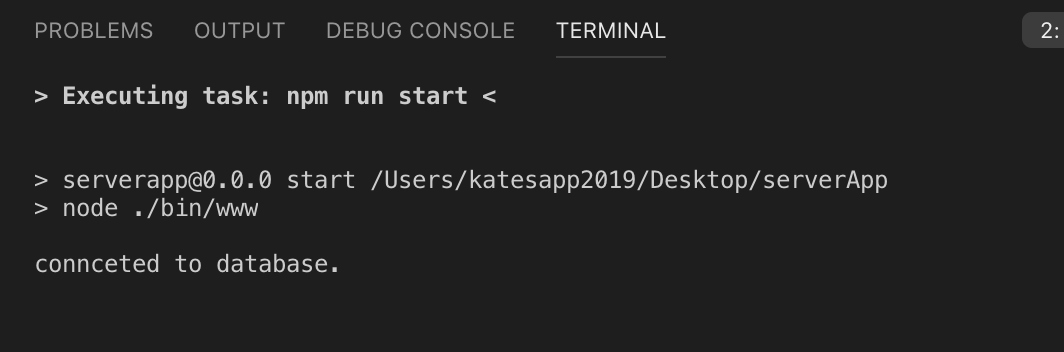 PROBLEMS OUTPUT DEBUG CONSOLE TERMINAL 2:
> Executing task: npm run start <
> serverapp@0.0.0 start /Users/katesapp2019/Desktop/serverApp
> node ./bin/www
connceted to database.